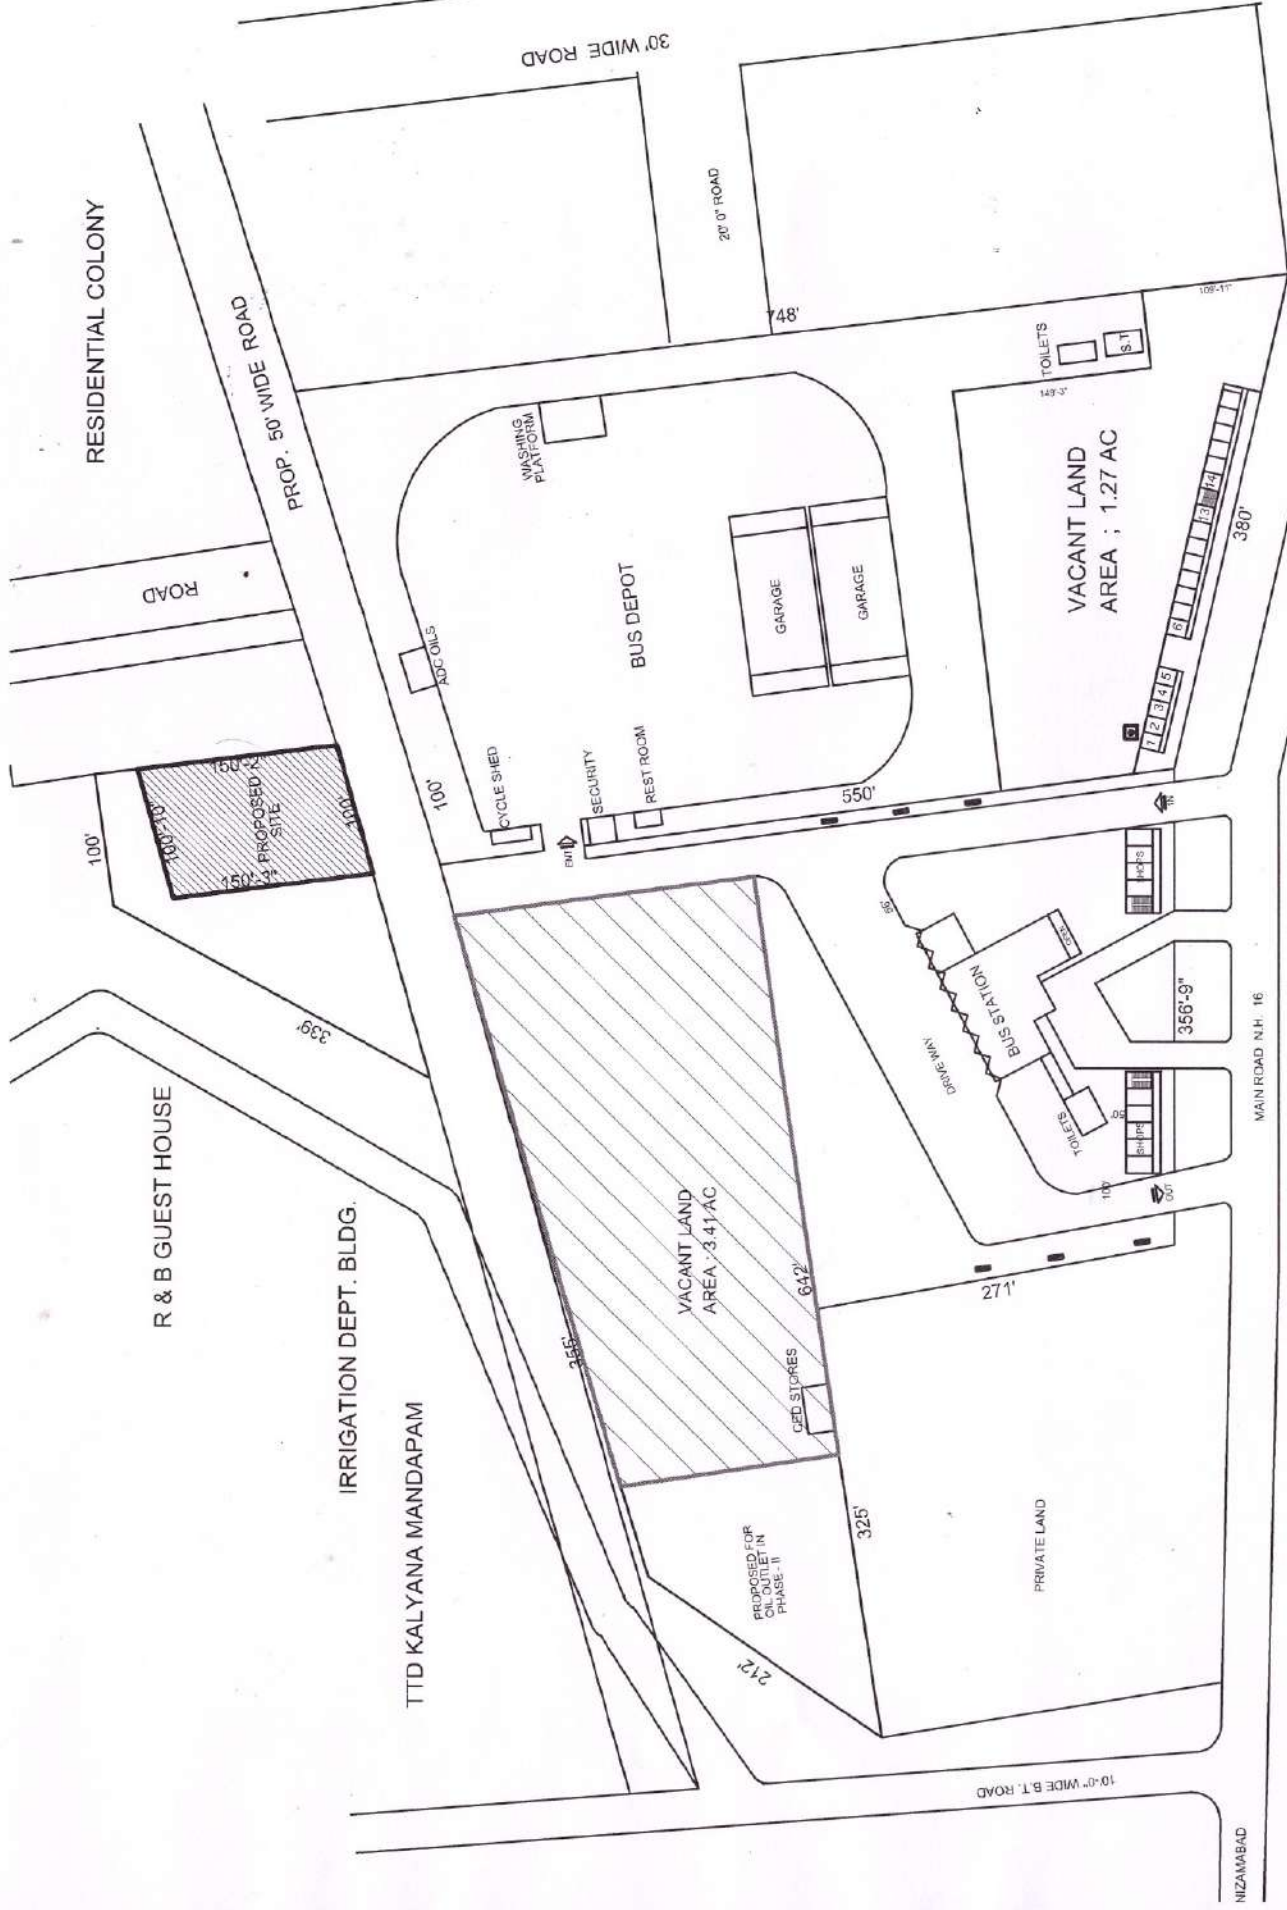 RESIDENTIAL COLONY
30' WIDE ROAD
PROP. 50' WIDE ROAD
20' 0" ROAD
ROAD
748'
TOILETS
S.T
109'-11"
149'-3"
WASHING
PLATFORM
ADC OILS
BUS DEPOT
GARAGE
GARAGE
VACANT LAND
AREA ; 1.27 AC
14
13
6
5
4
3
2
1
380'
150'-2"
100'-10"
PROPOSED
SITE
100'
150'-3"
100'
100'
CYCLE SHED
SECURITY
REST ROOM
ENT
550'
IN
339'
R & B GUEST HOUSE
IRRIGATION DEPT. BLDG.
TTD KALYANA MANDAPAM
VACANT LAND
AREA : 3.41 AC
355'
642'
96'
DRIVE WAY
BUS STATION
SHOPS
356'-9"
TOILETS
50'
SHOPS
100'
OUT
MAIN ROAD N.H. 16
271'
CED STORES
325'
PROPOSED FOR
OIL OUTLET IN
PHASE - II
212'
PRIVATE LAND
10'-0" WIDE B.T. ROAD
NIZAMABAD